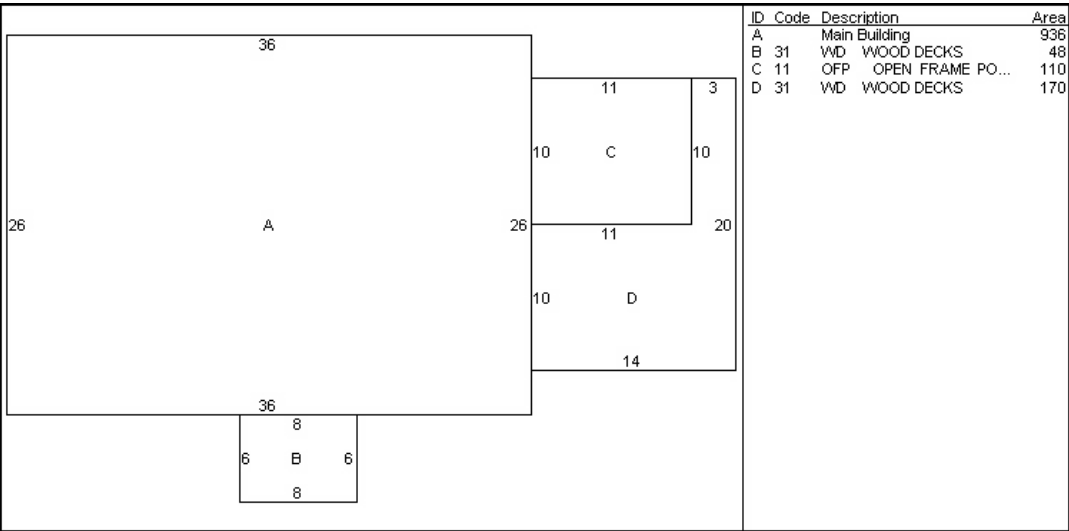 36
11 3
10 C 10
26 A 26 11 20
10 D
14
36
8
6 B 6
8
ID Code Description Area
A Main Building 936
B 31 WD WOOD DECKS 48
C 11 OFP OPEN FRAME PO... 110
D 31 WD WOOD DECKS 170